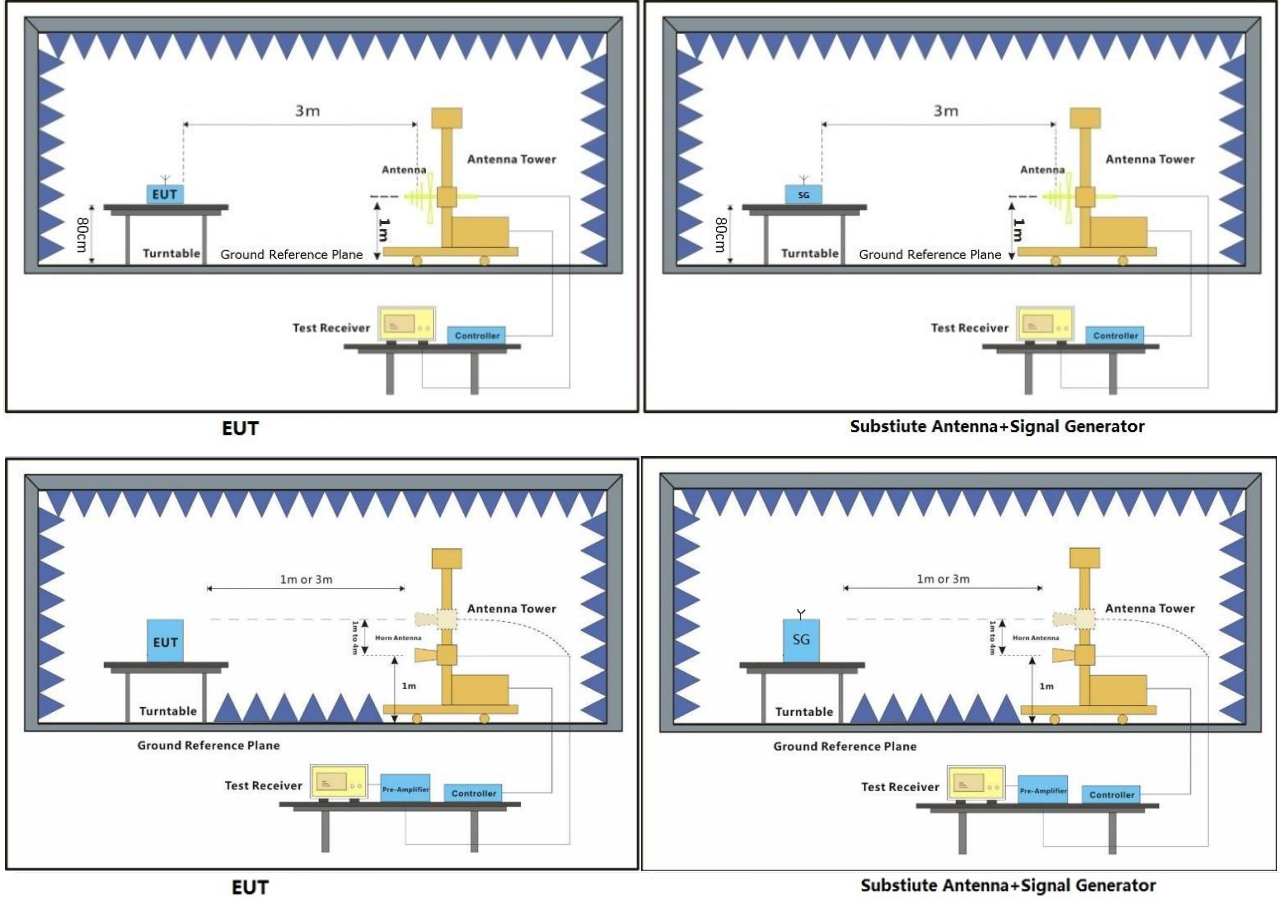 3m
Antenna
Antenna Tower
EUT
80cm
1m
Turntable
Ground Reference Plane
Test Receiver
Controller
EUT
3m
Antenna
Antenna Tower
SG
80cm
1m
Turntable
Ground Reference Plane
Test Receiver
Controller
Substiute Antenna+Signal Generator
1m or 3m
Antenna Tower
1m to 4m
Horn Antenna
EUT
1m
Turntable
Ground Reference Plane
Test Receiver
Pre-Amplifier
Controller
EUT
1m or 3m
Antenna Tower
1m to 4m
Horn Antenna
SG
1m
Turntable
Ground Reference Plane
Test Receiver
Pre-Amplifier
Controller
Substiute Antenna+Signal Generator